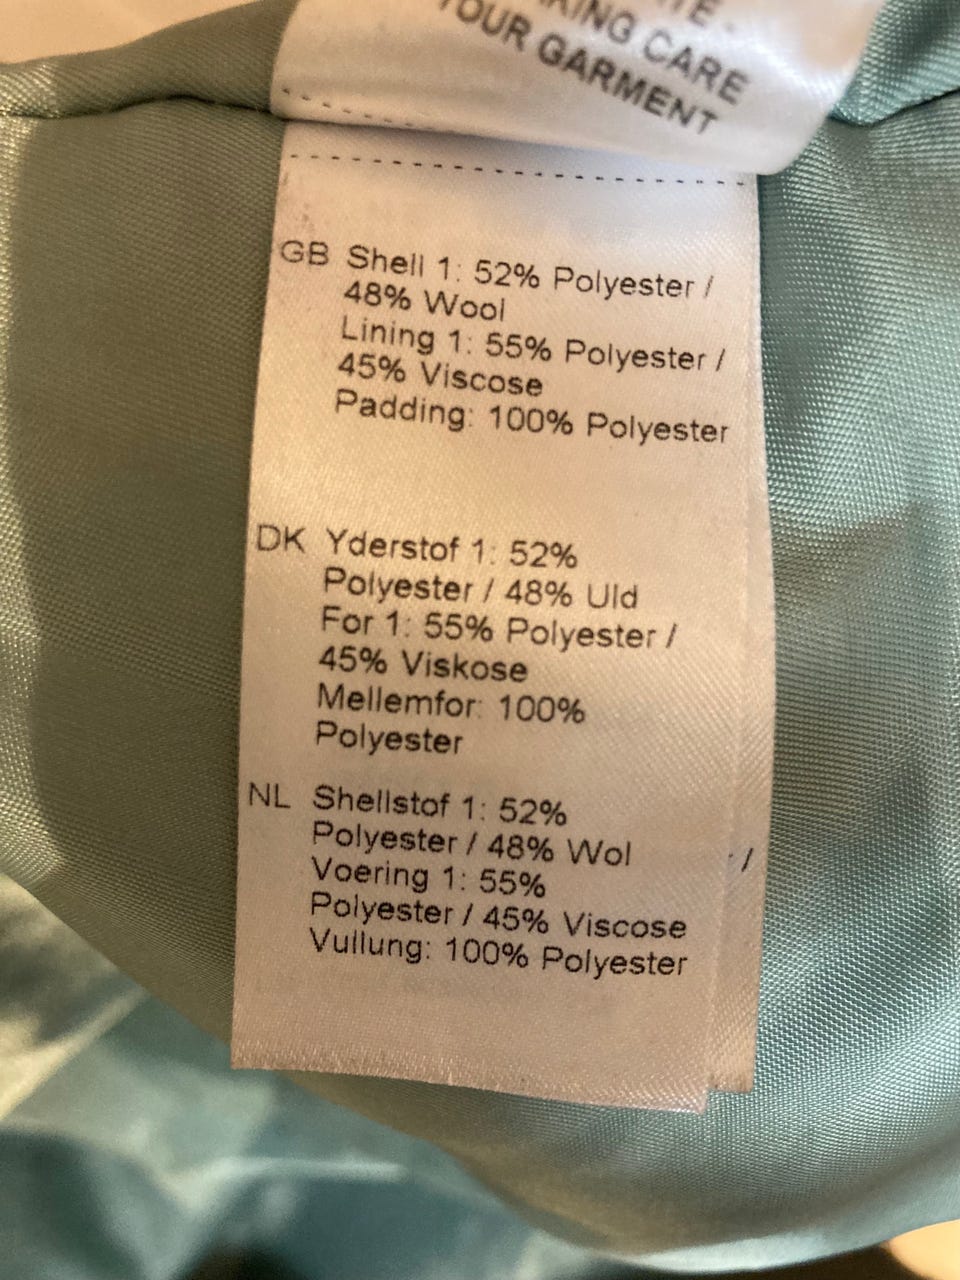 KING CARE
YOUR GARMENT
GB Shell 1: 52% Polyester /
48% Wool
Lining 1: 55% Polyester /
45% Viscose
Padding: 100% Polyester
DK Yderstof 1: 52%
Polyester / 48% Uld
For 1: 55% Polyester /
45% Viskose
Mellemfor: 100%
Polyester
NL Shellstof 1: 52%
Polyester / 48% Wol
Voering 1: 55%
Polyester / 45% Viscose
Vullung: 100% Polyester